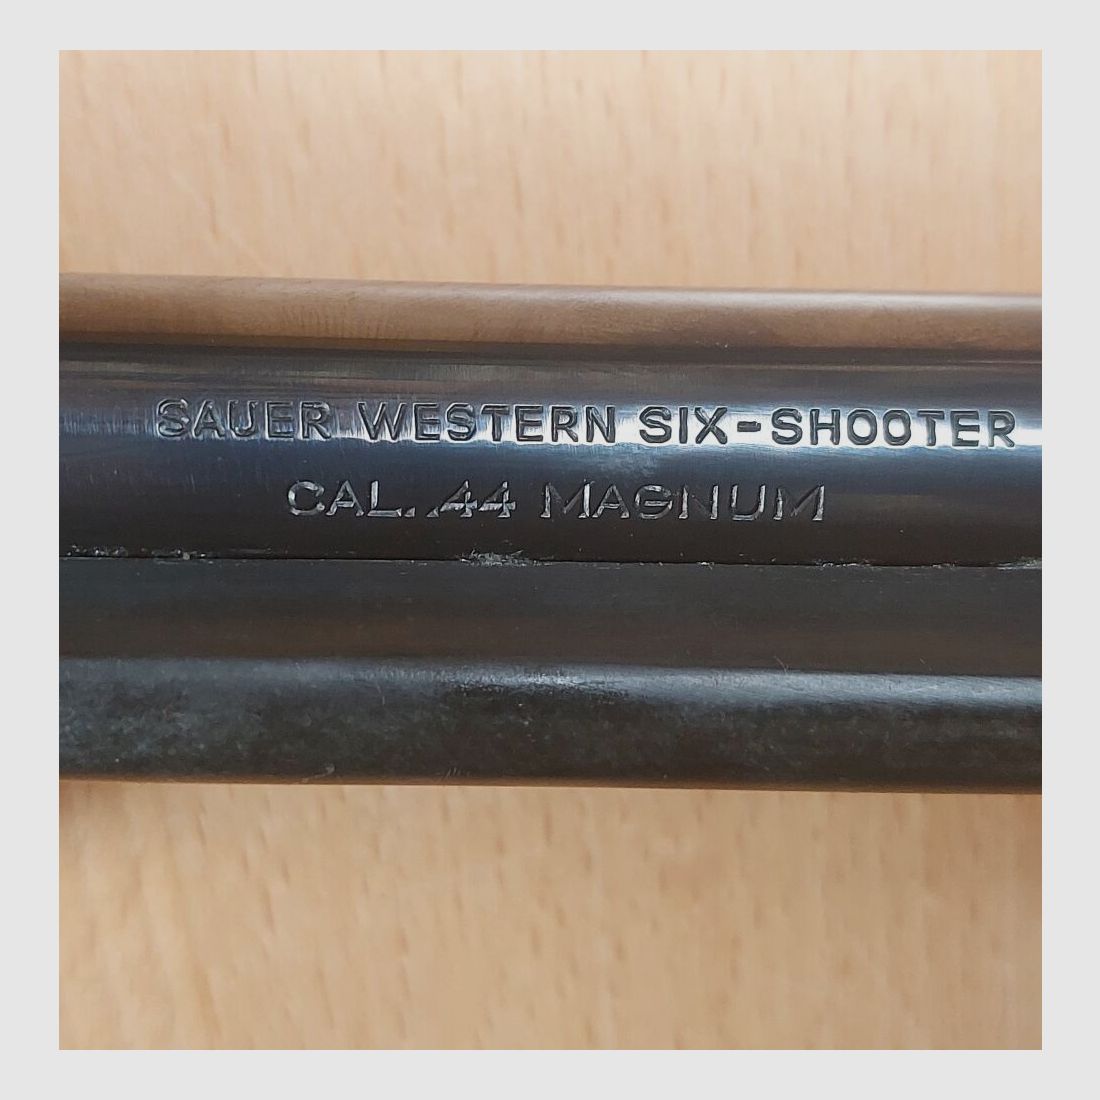 SAUER WESTERN SIX-SHOOTER
CAL. .44 MAGNUM